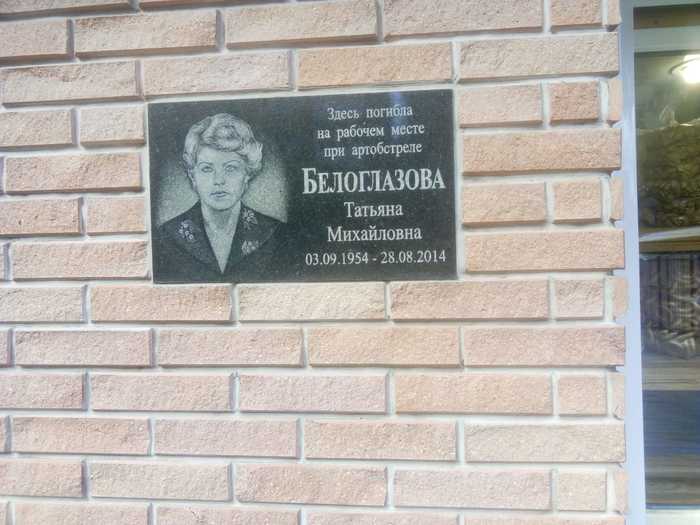 Здесь погибла
на рабочем месте
при артобстреле
БЕЛОГЛАЗОВА
Татьяна
Михайловна
03.09.1954 - 28.08.2014